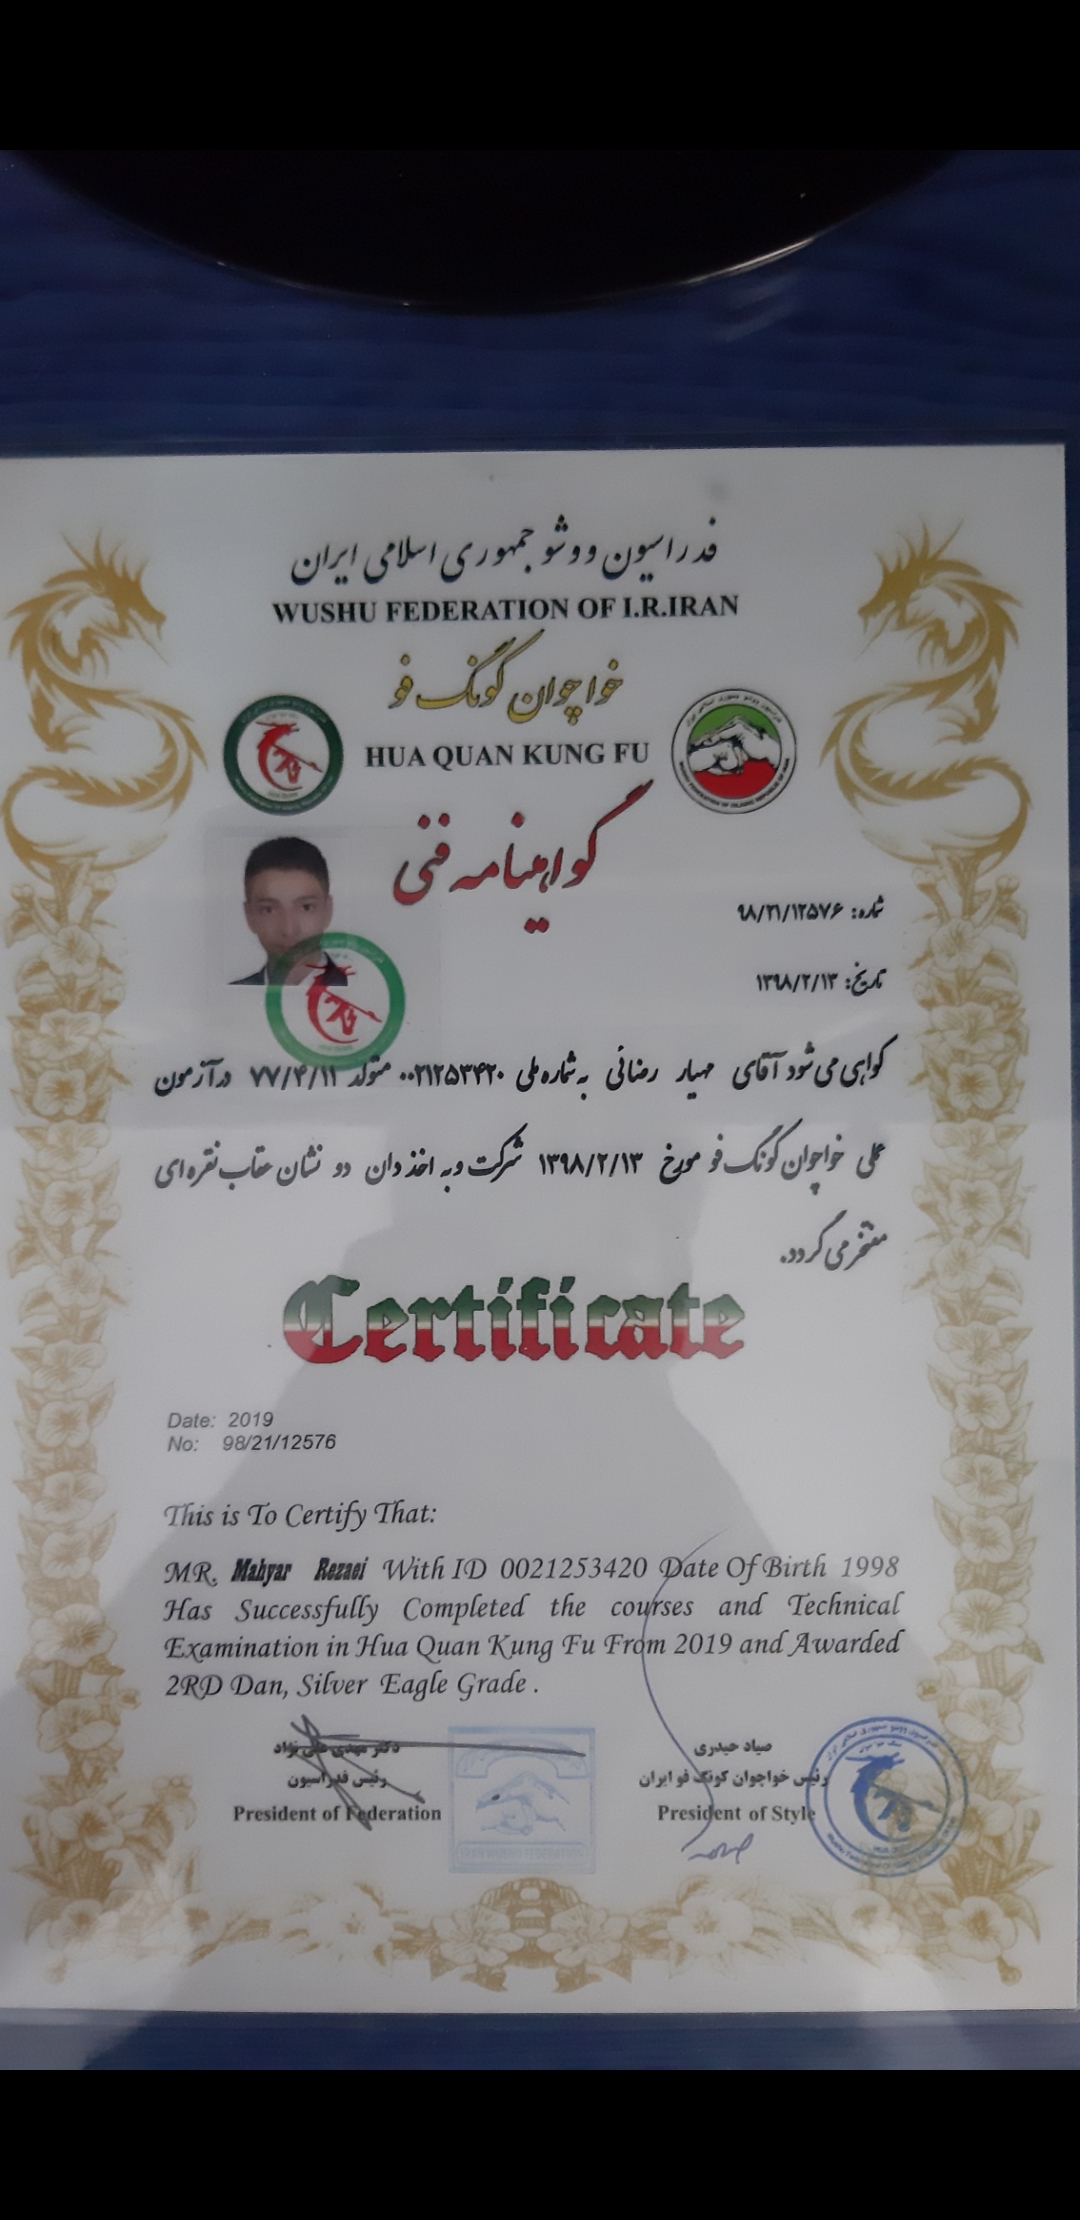 فدراسیون ووشو جمهوری اسلامی ایران
WUSHU FEDERATION OF I.R.IRAN
خواچوان کونگ فو
HUA QUAN KUNG FU
گواهینامه فنی
شماره: ۹۸/۲۱/۱۲۵۷۶
تاریخ: ۱۳۹۸/۲/۱۳
گواهی می شود آقای مهیار رضائی به شماره ملی ۰۰۲۱۲۵۳۴۲۰ متولد ۷۷/۴/۱۱ در آزمون
عملی خواچوان کونگ فو مورخ ۱۳۹۸/۲/۱۳ شرکت و به اخذ دان دو نشان عقاب نقره ای
مفتخر می گردد.
Certificate
Date: 2019
No: 98/21/12576
This is To Certify That:
MR. Mahyar Rezaei With ID 0021253420 Date Of Birth 1998
Has Successfully Completed the courses and Technical
Examination in Hua Quan Kung Fu From 2019 and Awarded
2RD Dan, Silver Eagle Grade .
دکتر مهدی علی نژاد
رئیس فدراسیون
President of Federation
صیاد حیدری
رئیس خواچوان کونگ فو ایران
President of Style